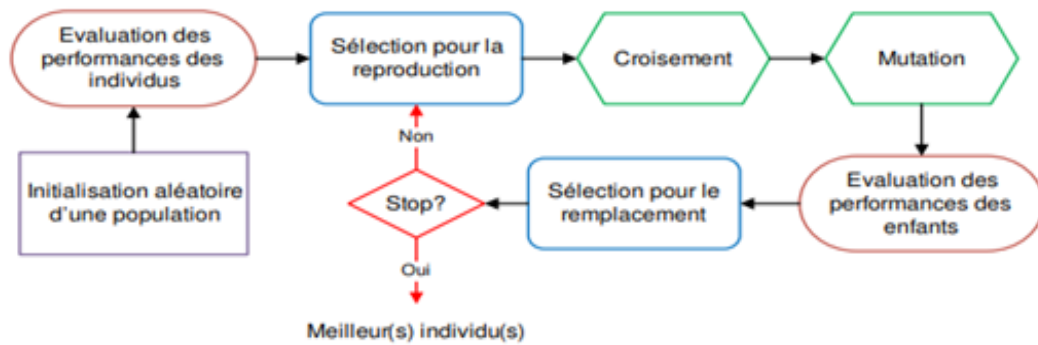 Evaluation des
performances des
individus
Sélection pour la
reproduction
Croisement
Mutation
Non
Initialisation aléatoire
d'une population
Stop?
Sélection pour le
remplacement
Evaluation des
performances des
enfants
Oui
Meilleur(s) individu(s)